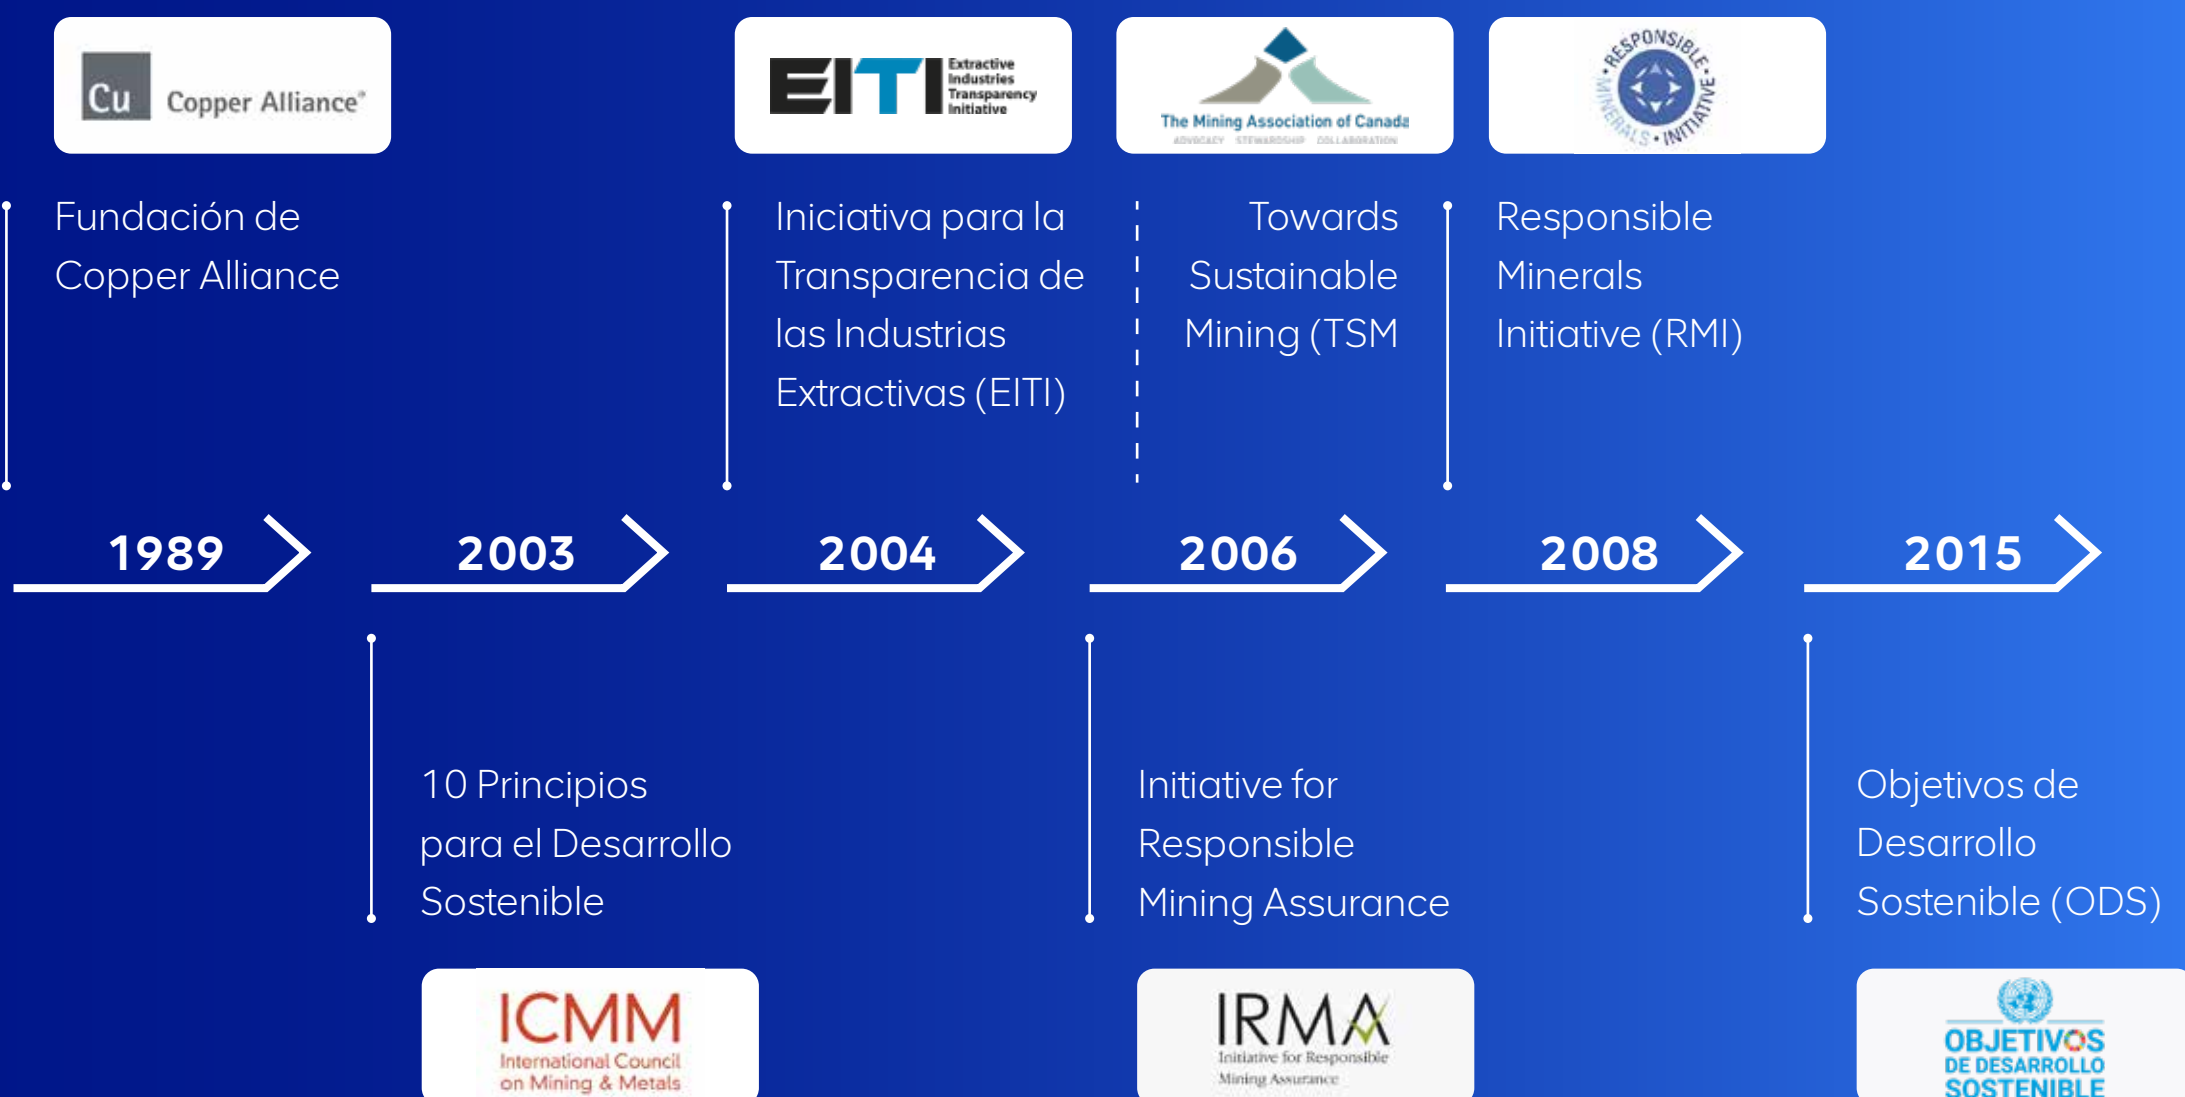 Cu
Copper Alliance®
EITI
Extractive
Industries
Transparency
Initiative
The Mining Association of Canada
ADVOCACY STEWARDSHIP COLLABORATION
RESPONSIBLE • MINERALS • INITIATIVE •
Fundación de
Copper Alliance
Iniciativa para la
Transparencia de
las Industrias
Extractivas (EITI)
Towards
Sustainable
Mining (TSM
Responsible
Minerals
Initiative (RMI)
1989
2003
2004
2006
2008
2015
10 Principios
para el Desarrollo
Sostenible
Initiative for
Responsible
Mining Assurance
Objetivos de
Desarrollo
Sostenible (ODS)
ICMM
International Council
on Mining & Metals
IRMA
Initiative for Responsible
Mining Assurance
OBJETIVOS
DE DESARROLLO
SOSTENIBLE